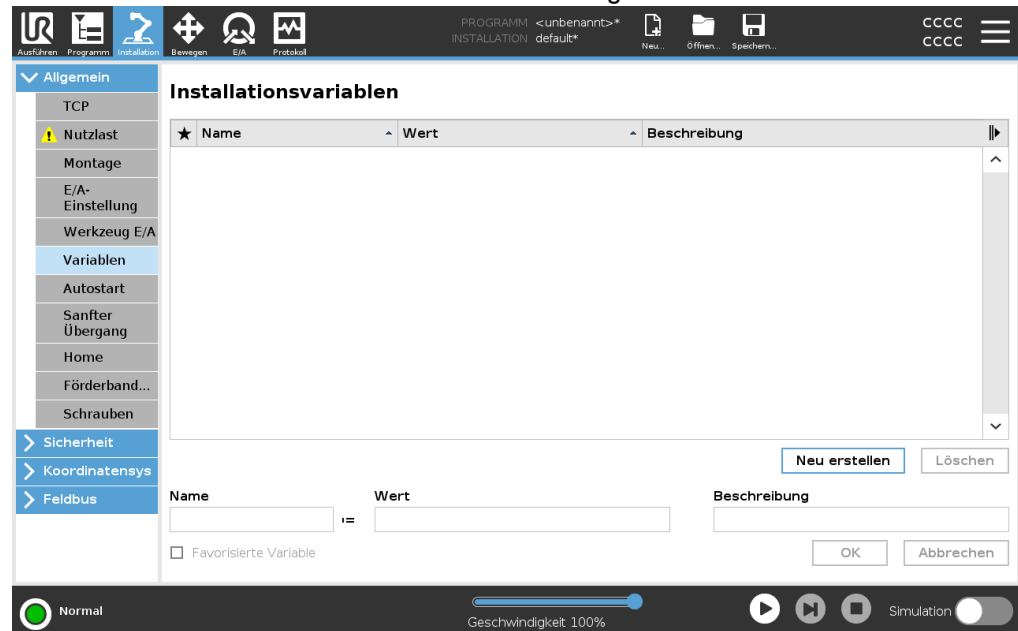 PROGRAMM <unbenannt>*
INSTALLATION default*
cccc
cccc
Ausführen Programm Installation Bewegen E/A Protokoll Neu... Öffnen... Speichern...
Allgemein
TCP
Nutzlast
Montage
E/A-
Einstellung
Werkzeug E/A
Variablen
Autostart
Sanfter
Übergang
Home
Förderband...
Schrauben
Sicherheit
Koordinatensys
Feldbus
Installationsvariablen
Name Wert Beschreibung
Neu erstellen Löschen
Name Wert Beschreibung
:=
Favorisierte Variable OK Abbrechen
Normal
Geschwindigkeit 100%
Simulation